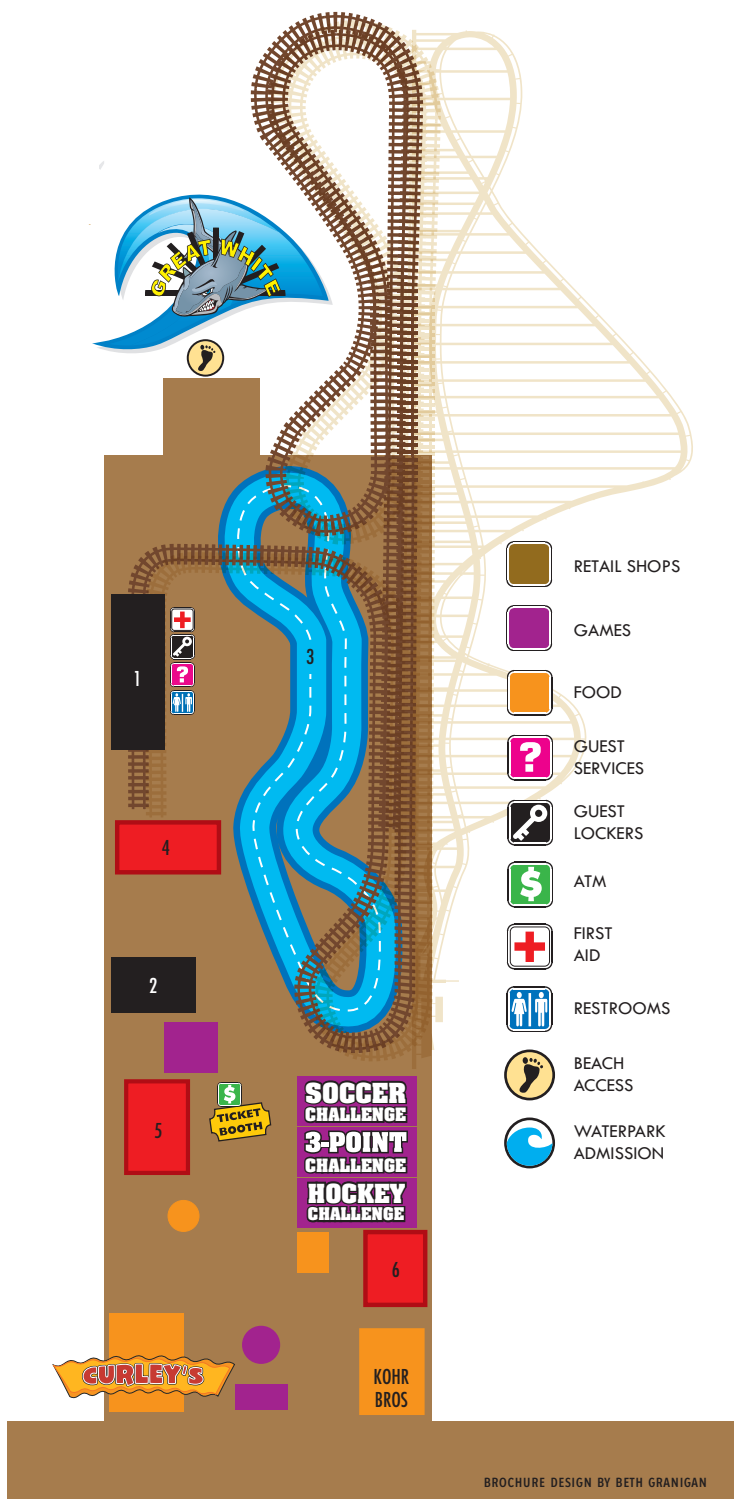 GREAT WHITE
RETAIL SHOPS
3
GAMES
1
FOOD
?
?
GUEST
SERVICES
GUEST
LOCKERS
4
$
ATM
FIRST
AID
2
RESTROOMS
BEACH
ACCESS
$
TICKET
BOOTH
SOCCER
CHALLENGE
5
3-POINT
CHALLENGE
WATERPARK
ADMISSION
HOCKEY
CHALLENGE
6
CURLEY'S
KOHR
BROS
BROCHURE DESIGN BY BETH GRANIGAN